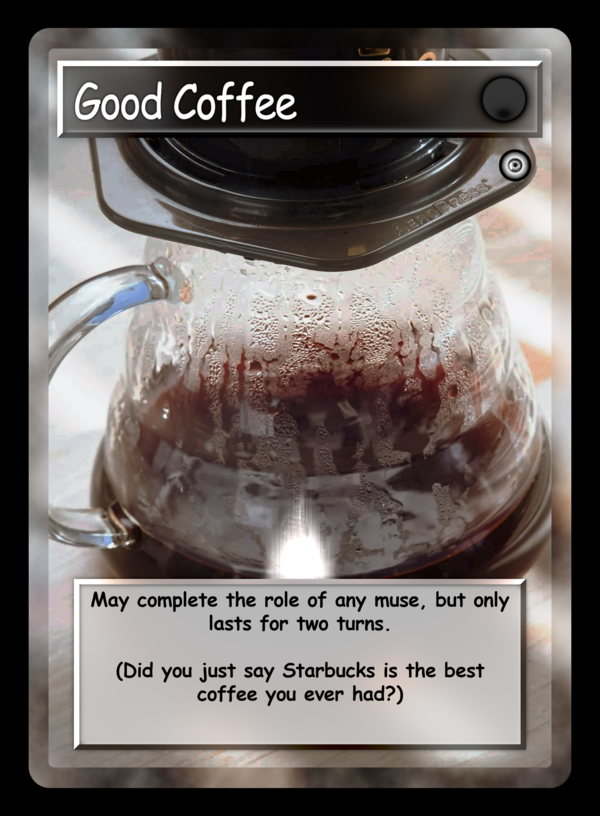 Good Coffee
AEROPRESS
May complete the role of any muse, but only
lasts for two turns.
(Did you just say Starbucks is the best
coffee you ever had?)